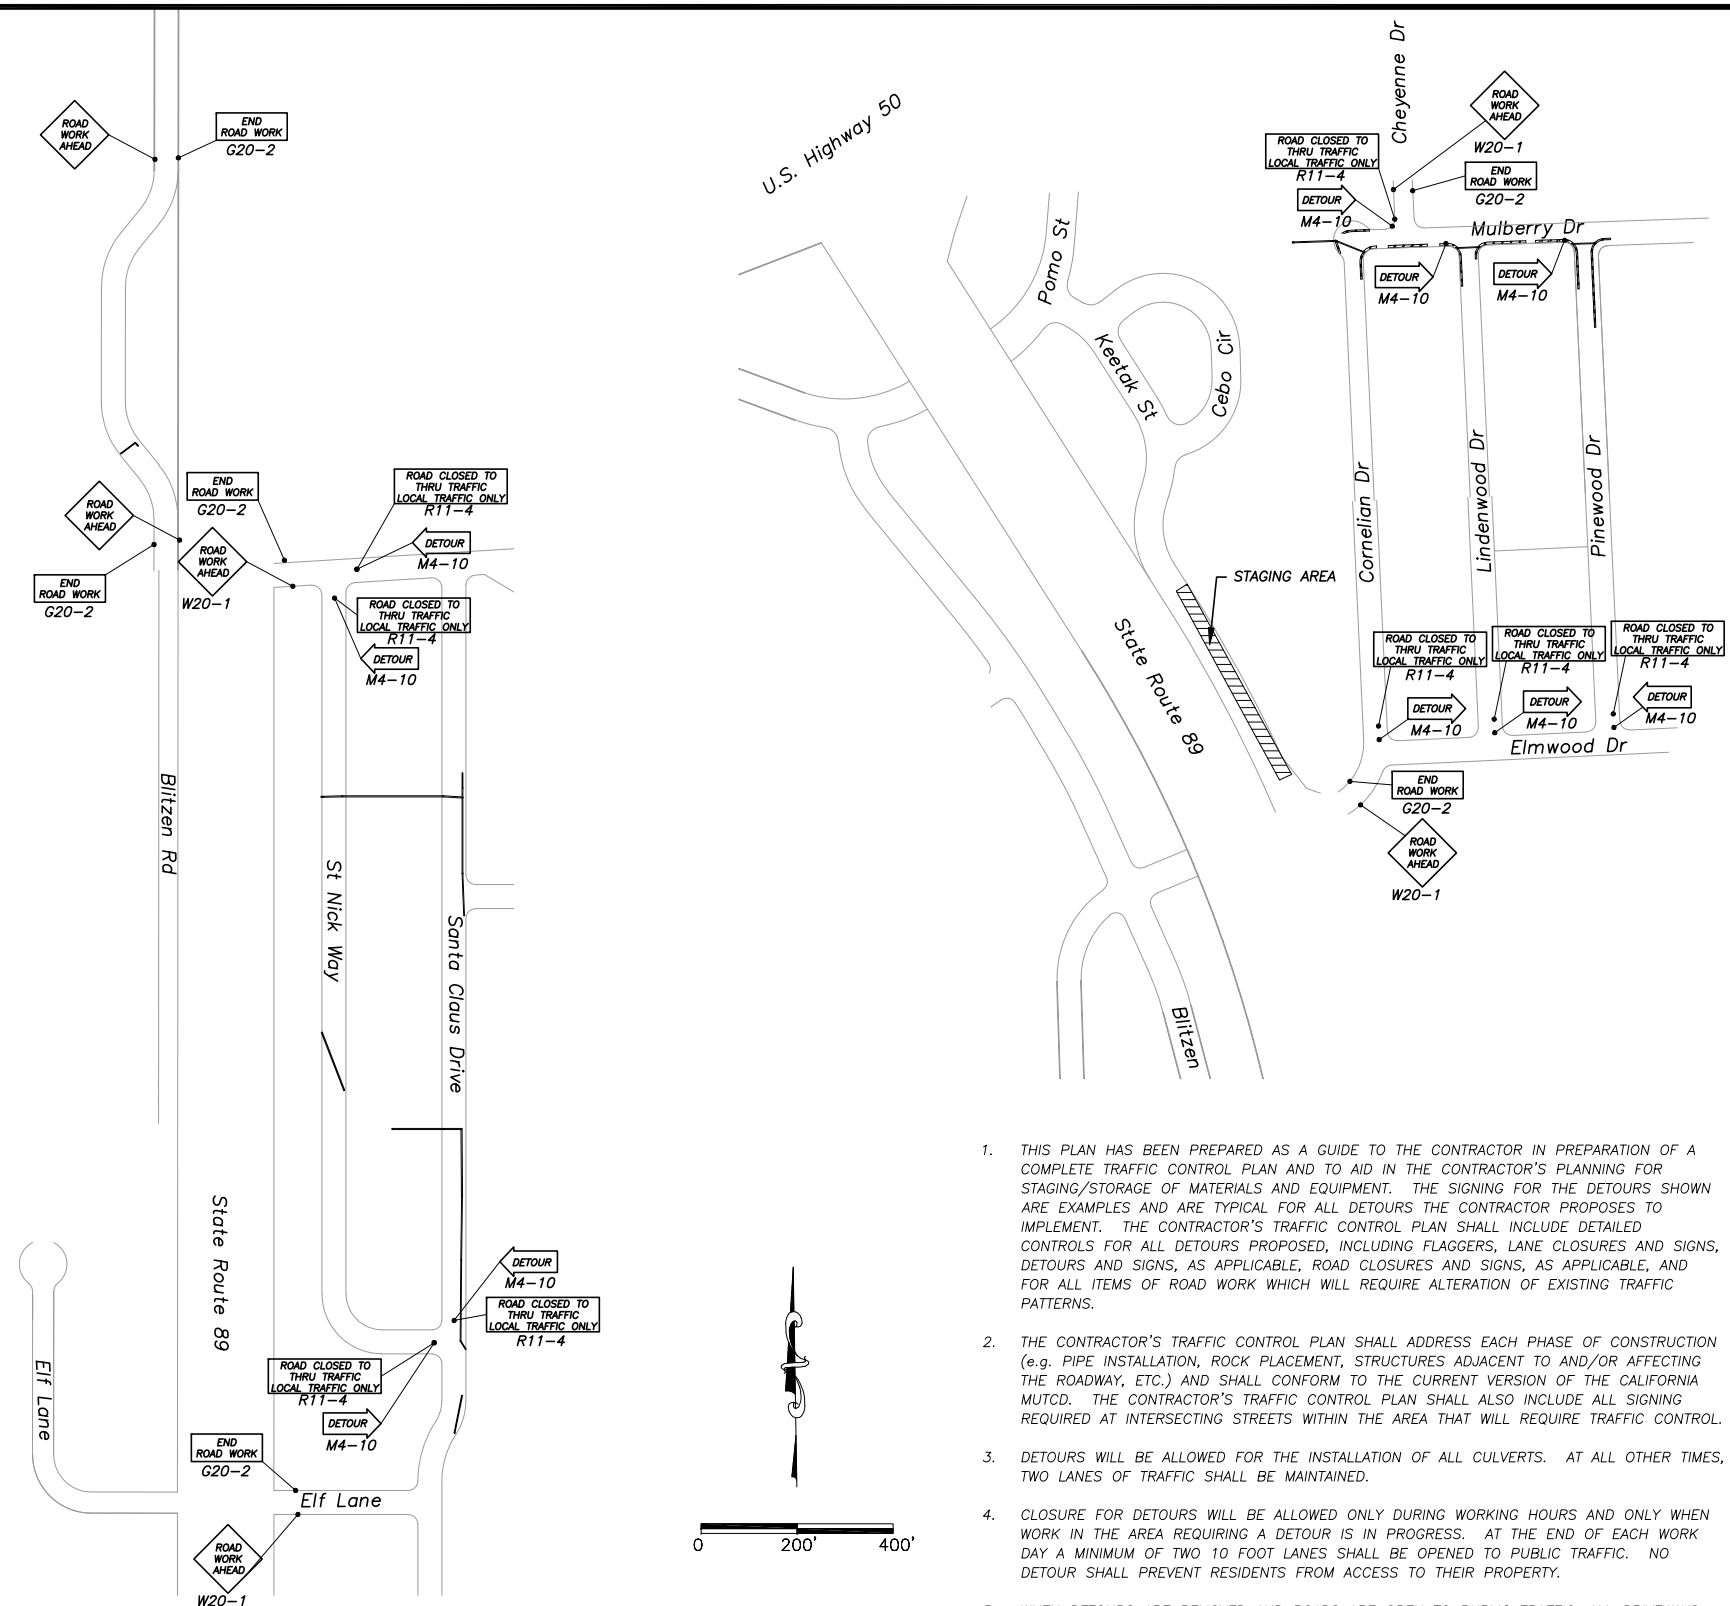 ROAD
WORK
AHEAD
END
ROAD WORK
G20-2
ROAD
WORK
AHEAD
END
ROAD WORK
G20-2
END
ROAD WORK
G20-2
ROAD
WORK
AHEAD
W20-1
ROAD CLOSED TO
THRU TRAFFIC
LOCAL TRAFFIC ONLY
R11-4
DETOUR
M4-10
ROAD CLOSED TO
THRU TRAFFIC
LOCAL TRAFFIC ONLY
R11-4
DETOUR
M4-10
Blitzen Rd
St Nick Way
Santa Claus Drive
State Route 89
Elf Lane
DETOUR
M4-10
ROAD CLOSED TO
THRU TRAFFIC
LOCAL TRAFFIC ONLY
R11-4
ROAD CLOSED TO
THRU TRAFFIC
LOCAL TRAFFIC ONLY
R11-4
DETOUR
M4-10
END
ROAD WORK
G20-2
Elf Lane
ROAD
WORK
AHEAD
W20-1
U.S. Highway 50
Pomo St
Keetak St
Cebo Cir
STAGING AREA
State Route 89
Blitzen
Cheyenne Dr
ROAD
WORK
AHEAD
W20-1
ROAD CLOSED TO
THRU TRAFFIC
LOCAL TRAFFIC ONLY
R11-4
DETOUR
M4-10
END
ROAD WORK
G20-2
Mulberry Dr
DETOUR
M4-10
DETOUR
M4-10
Cornelian Dr
Lindenwood Dr
Pinewood Dr
ROAD CLOSED TO
THRU TRAFFIC
LOCAL TRAFFIC ONLY
R11-4
DETOUR
M4-10
ROAD CLOSED TO
THRU TRAFFIC
LOCAL TRAFFIC ONLY
R11-4
DETOUR
M4-10
ROAD CLOSED TO
THRU TRAFFIC
LOCAL TRAFFIC ONLY
R11-4
DETOUR
M4-10
Elmwood Dr
END
ROAD WORK
G20-2
ROAD
WORK
AHEAD
W20-1
0 200' 400'
1. THIS PLAN HAS BEEN PREPARED AS A GUIDE TO THE CONTRACTOR IN PREPARATION OF A
COMPLETE TRAFFIC CONTROL PLAN AND TO AID IN THE CONTRACTOR'S PLANNING FOR
STAGING/STORAGE OF MATERIALS AND EQUIPMENT. THE SIGNING FOR THE DETOURS SHOWN
ARE EXAMPLES AND ARE TYPICAL FOR ALL DETOURS THE CONTRACTOR PROPOSES TO
IMPLEMENT. THE CONTRACTOR'S TRAFFIC CONTROL PLAN SHALL INCLUDE DETAILED
CONTROLS FOR ALL DETOURS PROPOSED, INCLUDING FLAGGERS, LANE CLOSURES AND SIGNS,
DETOURS AND SIGNS, AS APPLICABLE, ROAD CLOSURES AND SIGNS, AS APPLICABLE, AND
FOR ALL ITEMS OF ROAD WORK WHICH WILL REQUIRE ALTERATION OF EXISTING TRAFFIC
PATTERNS.
2. THE CONTRACTOR'S TRAFFIC CONTROL PLAN SHALL ADDRESS EACH PHASE OF CONSTRUCTION
(e.g. PIPE INSTALLATION, ROCK PLACEMENT, STRUCTURES ADJACENT TO AND/OR AFFECTING
THE ROADWAY, ETC.) AND SHALL CONFORM TO THE CURRENT VERSION OF THE CALIFORNIA
MUTCD. THE CONTRACTOR'S TRAFFIC CONTROL PLAN SHALL ALSO INCLUDE ALL SIGNING
REQUIRED AT INTERSECTING STREETS WITHIN THE AREA THAT WILL REQUIRE TRAFFIC CONTROL.
3. DETOURS WILL BE ALLOWED FOR THE INSTALLATION OF ALL CULVERTS. AT ALL OTHER TIMES,
TWO LANES OF TRAFFIC SHALL BE MAINTAINED.
4. CLOSURE FOR DETOURS WILL BE ALLOWED ONLY DURING WORKING HOURS AND ONLY WHEN
WORK IN THE AREA REQUIRING A DETOUR IS IN PROGRESS. AT THE END OF EACH WORK
DAY A MINIMUM OF TWO 10 FOOT LANES SHALL BE OPENED TO PUBLIC TRAFFIC. NO
DETOUR SHALL PREVENT RESIDENTS FROM ACCESS TO THEIR PROPERTY.